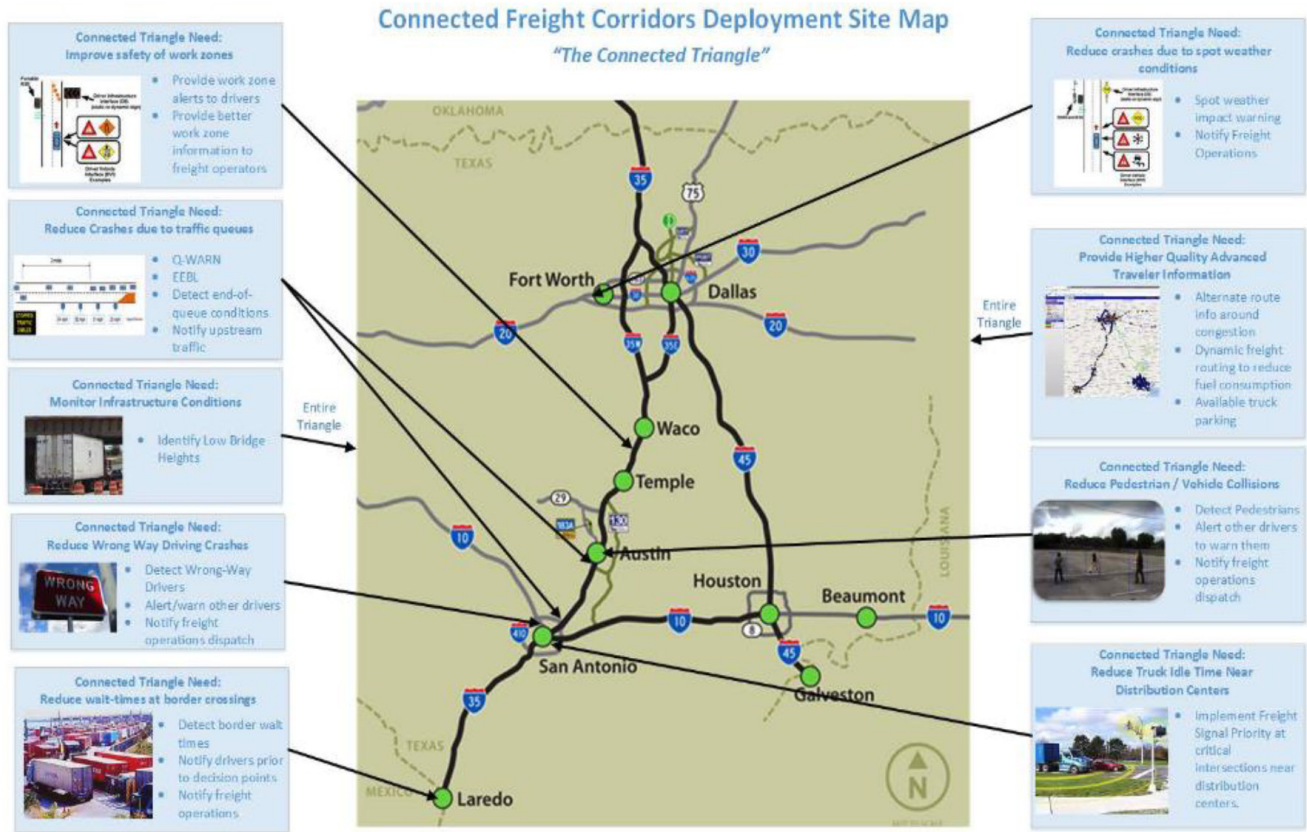 Connected Freight Corridors Deployment Site Map
"The Connected Triangle"
Connected Triangle Need:
Improve safety of work zones
Provide work zone
alerts to drivers
Provide better
work zone
information to
freight operators
Connected Triangle Need:
Reduce Crashes due to traffic queues
Q-WARN
EEBL
Detect end-of-
queue conditions
Notify upstream
traffic
Connected Triangle Need:
Monitor Infrastructure Conditions
Identify Low Bridge
Heights
Entire
Triangle
Connected Triangle Need:
Reduce Wrong Way Driving Crashes
WRONG
WAY
Detect Wrong-Way
Drivers
Alert/warn other drivers
Notify freight
operations dispatch
Connected Triangle Need:
Reduce wait-times at border crossings
Detect border wait
times
Notify drivers prior
to decision points
Notify freight
operations
OKLAHOMA
TEXAS
35
75
30
Fort Worth
Dallas
20
20
35W
35E
Waco
45
Temple
29
183A
130
10
Austin
LOUISIANA
Houston
Beaumont
10
10
8
410
San Antonio
45
Galveston
35
TEXAS
MEXICO
Laredo
N
Connected Triangle Need:
Reduce crashes due to spot weather
conditions
Spot weather
impact warning
Notify Freight
Operations
Connected Triangle Need:
Provide Higher Quality Advanced
Traveler Information
Alternate route
info around
congestion
Dynamic freight
routing to reduce
fuel consumption
Available truck
parking
Entire
Triangle
Connected Triangle Need:
Reduce Pedestrian / Vehicle Collisions
Detect Pedestrians
Alert other drivers
to warn them
Notify freight
operations
dispatch
Connected Triangle Need:
Reduce Truck Idle Time Near
Distribution Centers
Implement Freight
Signal Priority at
critical
intersections near
distribution
centers.